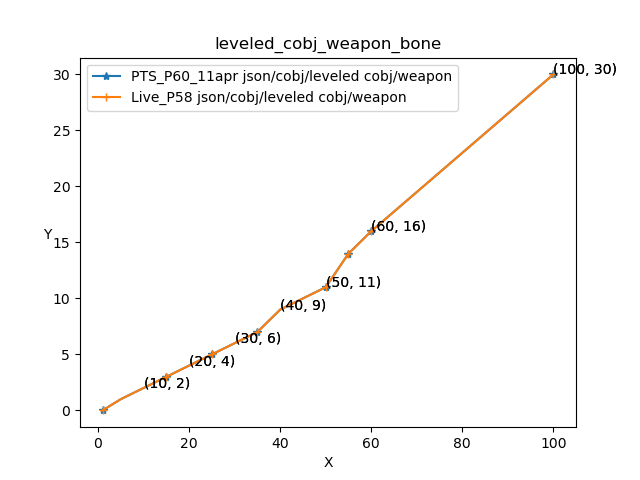 leveled_cobj_weapon_bone
PTS_P60_11apr json/cobj/leveled cobj/weapon
Live_P58 json/cobj/leveled cobj/weapon
(100, 30)
(60, 16)
(50, 11)
(40, 9)
(30, 6)
(20, 4)
(10, 2)
30
25
20
15
10
5
0
Y
0 20 40 60 80 100
X